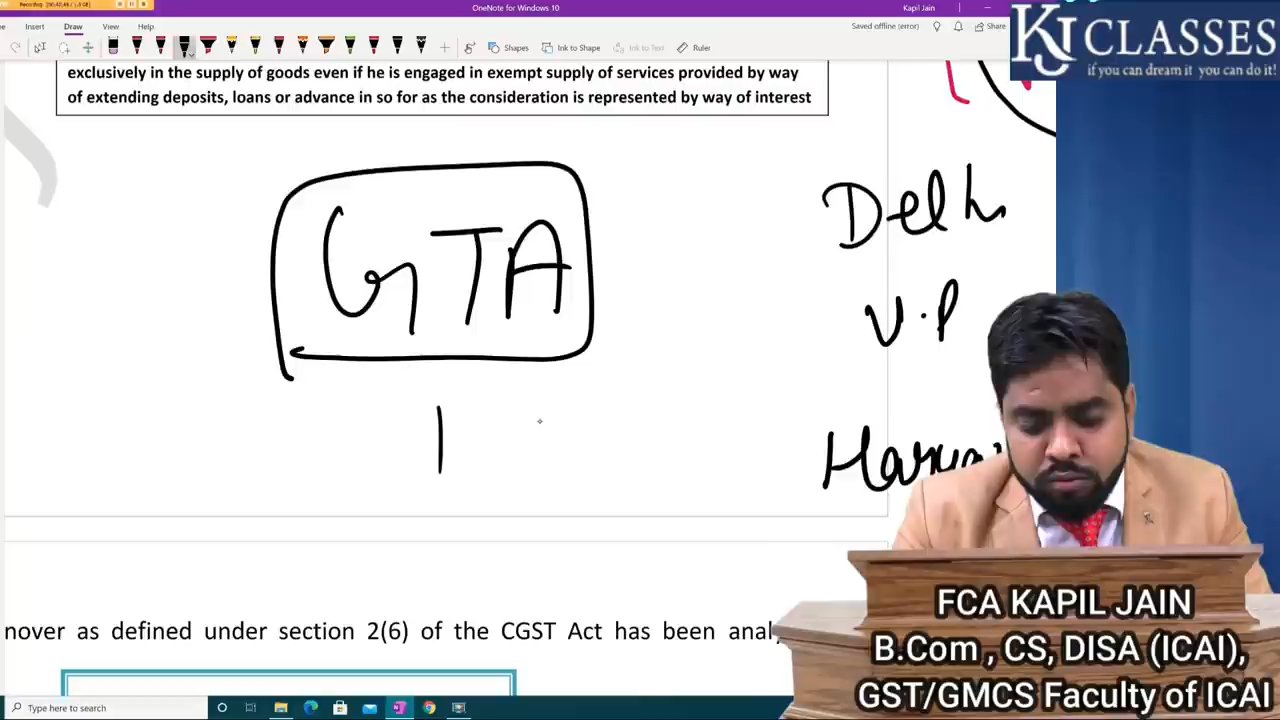 OneNote for Windows 10
Kapil Jain
Insert Draw View Help
Saved offline (error)
Share
Shapes Ink to Shape Ink to Text Ruler
KJ CLASSES
if you can dream it you can do it!
exclusively in the supply of goods even if he is engaged in exempt supply of services provided by way
of extending deposits, loans or advance in so for as the consideration is represented by way of interest
GTA
Delhi
U.P
nover as defined under section 2(6) of the CGST Act has been
FCA KAPIL JAIN
B.Com , CS, DISA (ICAI),
GST/GMCS Faculty of ICAI
Type here to search